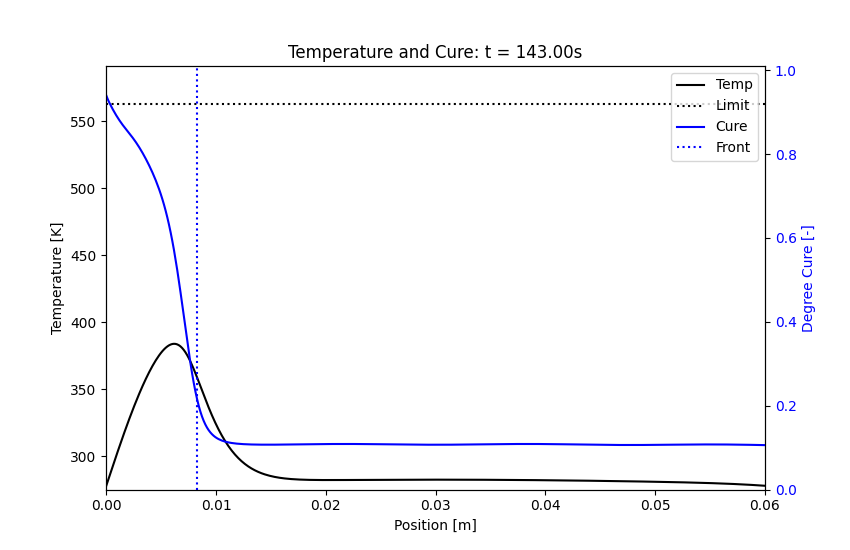 Temperature and Cure: t = 143.00s
Temp
Limit
Cure
Front
Temperature [K]
550
500
450
400
350
300
1.0
0.8
0.6
0.4
0.2
0.0
Degree Cure [-]
0.00 0.01 0.02 0.03 0.04 0.05 0.06
Position [m]